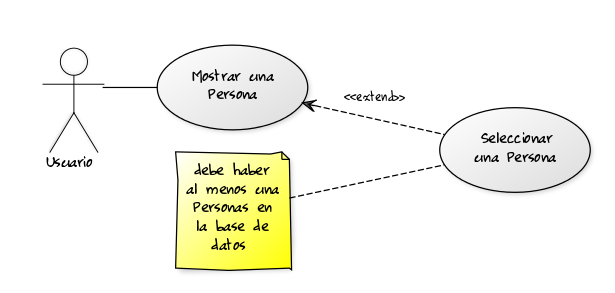 Mostrar una
Persona
<<extend>>
Seleccionar
una Persona
Usuario
debe haber
al menos una
Personas en
la base de
datos